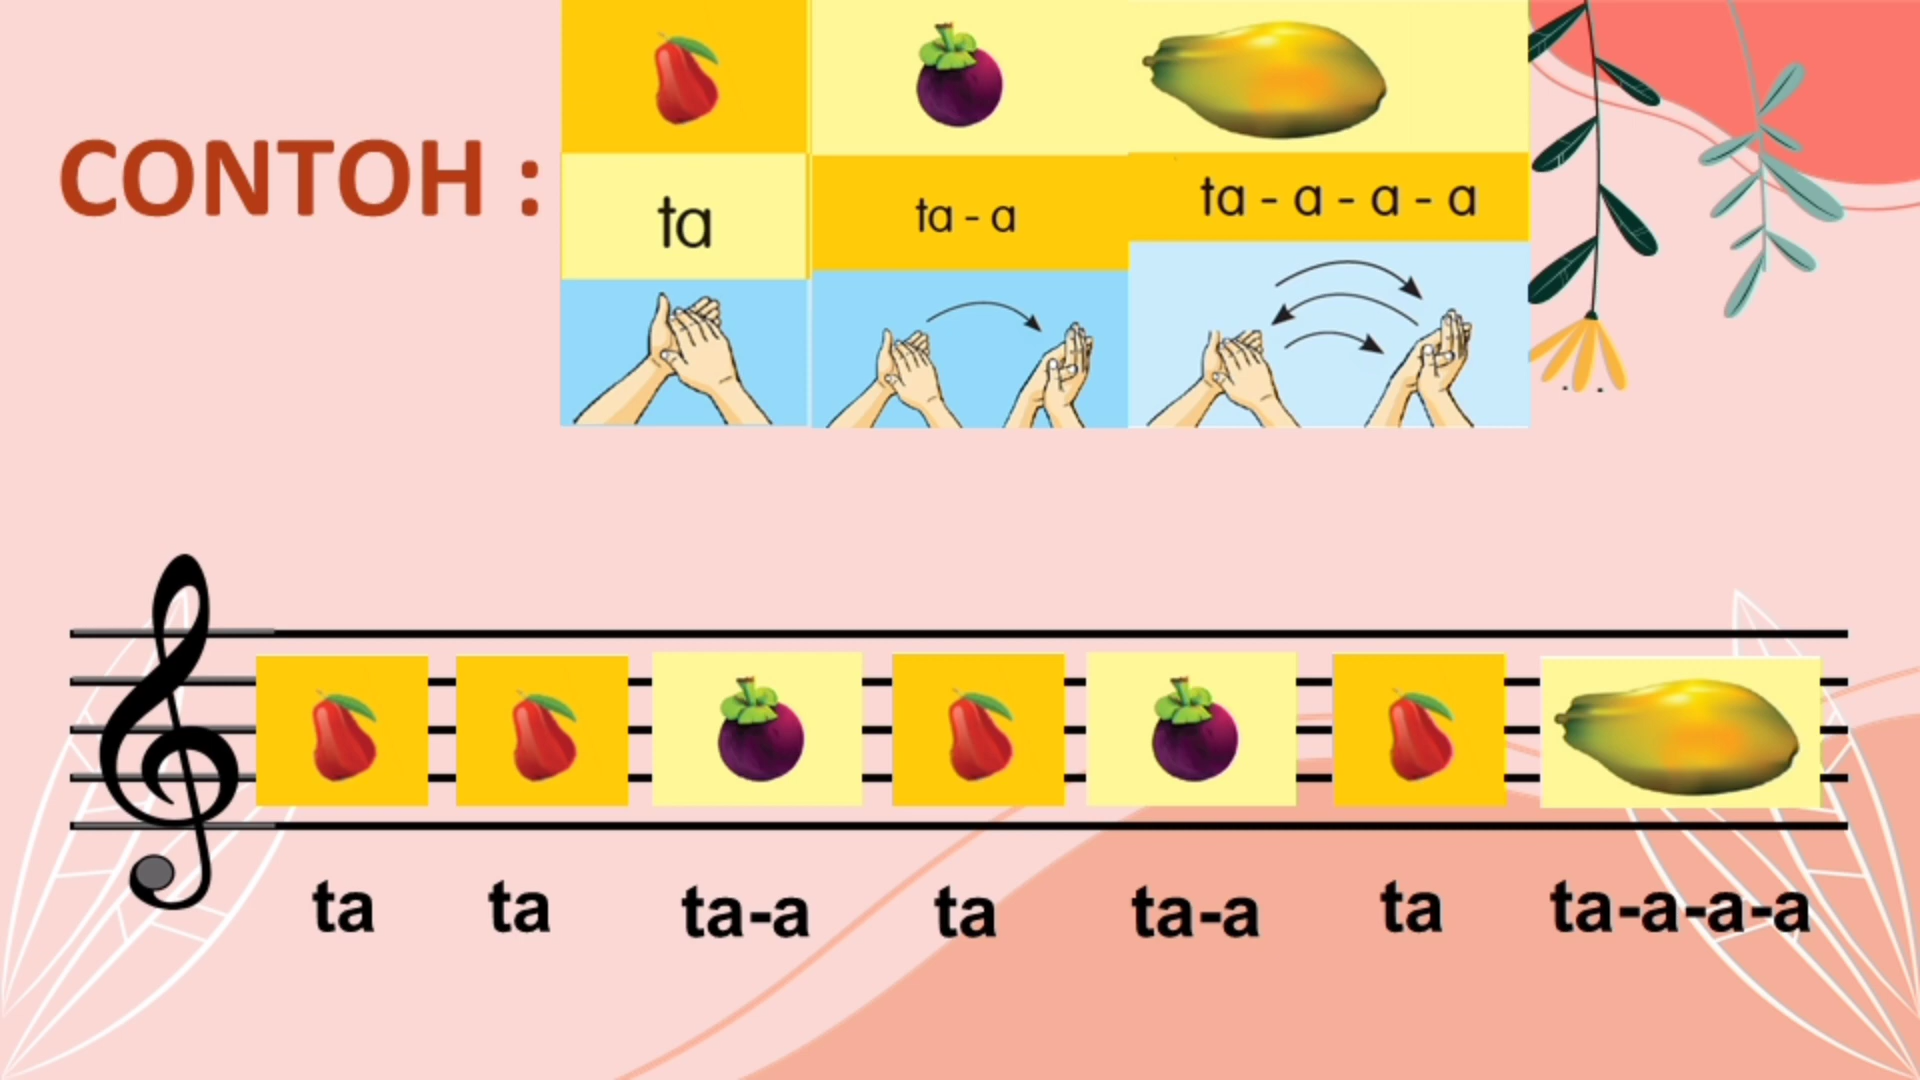 CONTOH :
ta
ta - a
ta - a - a - a
ta ta ta-a ta ta-a ta ta-a-a-a